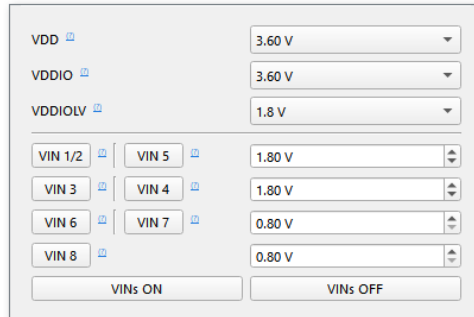 VDD 3.60 V
VDDIO 3.60 V
VDDIOLV 1.8 V
VIN 1/2 VIN 5 1.80 V
VIN 3 VIN 4 1.80 V
VIN 6 VIN 7 0.80 V
VIN 8 0.80 V
VINs ON VINs OFF